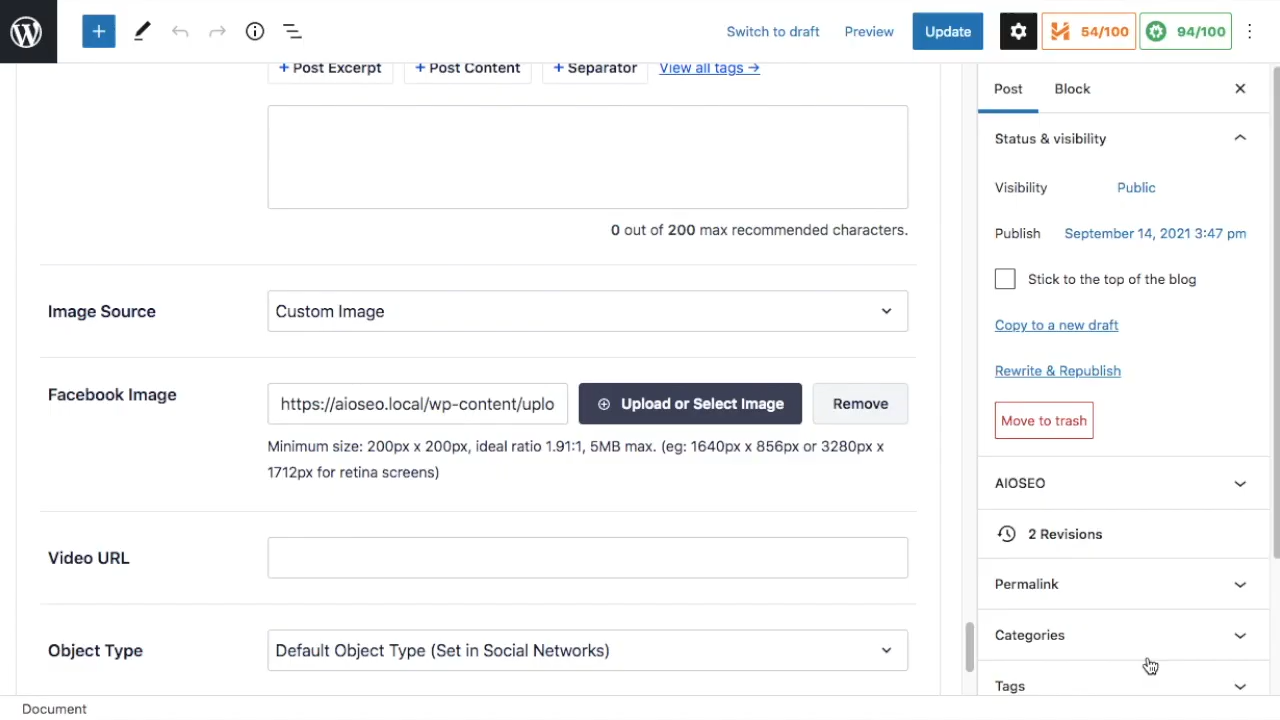 Switch to draft Preview Update 54/100 94/100
+ Post Excerpt + Post Content + Separator View all tags →
0 out of 200 max recommended characters.
Image Source Custom Image
Facebook Image https://aioseo.local/wp-content/uplo Upload or Select Image Remove
Minimum size: 200px x 200px, ideal ratio 1.91:1, 5MB max. (eg: 1640px x 856px or 3280px x
1712px for retina screens)
Video URL
Object Type Default Object Type (Set in Social Networks)
Post Block
Status & visibility
Visibility Public
Publish September 14, 2021 3:47 pm
Stick to the top of the blog
Copy to a new draft
Rewrite & Republish
Move to trash
AIOSEO
2 Revisions
Permalink
Categories
Tags
Document